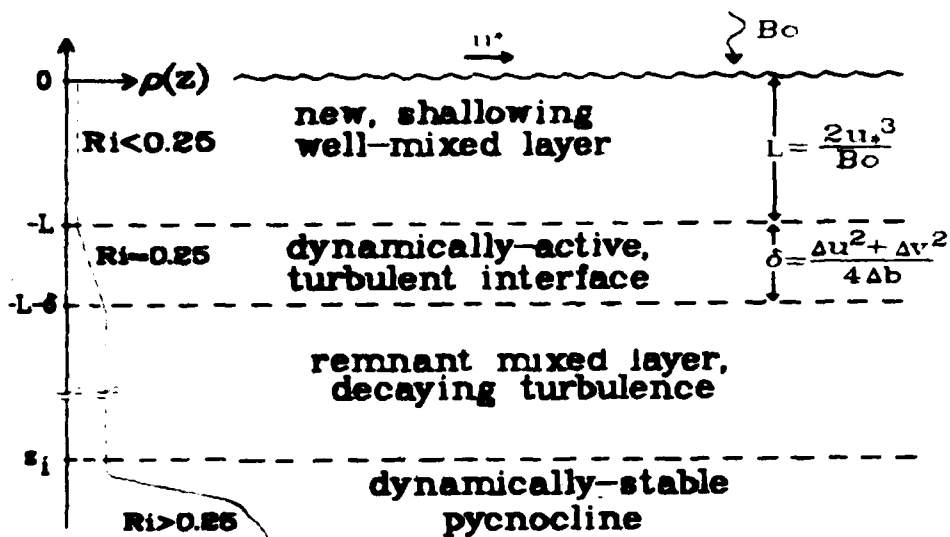 u*
Bo
0
ρ(z)
new, shallowing
well-mixed layer
Ri<0.25
L = 2u*³ / Bo
-L
Ri=0.25
dynamically-active,
turbulent interface
δ = Δu² + Δv² / 4Δb
-L-δ
remnant mixed layer,
decaying turbulence
zi
dynamically-stable
pycnocline
Ri>0.25